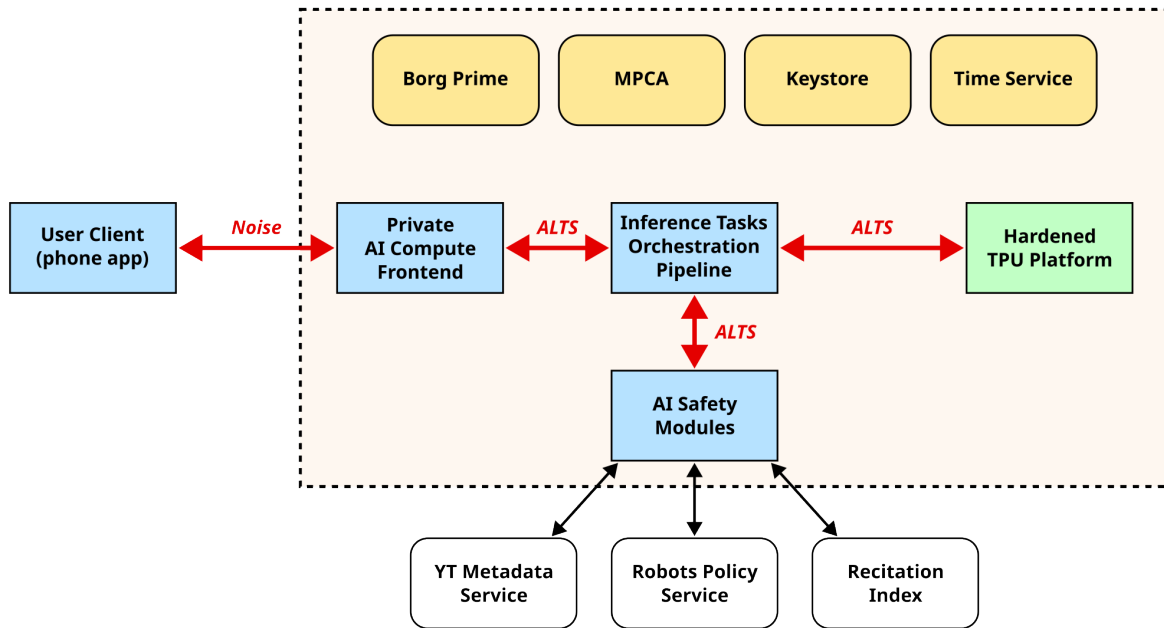 Borg Prime
MPCA
Keystore
Time Service
User Client
(phone app)
Noise
Private
AI Compute
Frontend
ALTS
Inference Tasks
Orchestration
Pipeline
ALTS
Hardened
TPU Platform
ALTS
AI Safety
Modules
YT Metadata
Service
Robots Policy
Service
Recitation
Index